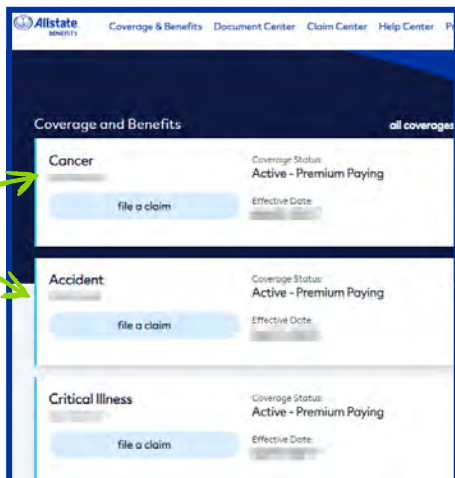 Allstate
BENEFITS
Coverage & Benefits Document Center Claim Center Help Center
Coverage and Benefits all coverages
Cancer
Coverage Status:
Active - Premium Paying
file a claim
Effective Date:
Accident
Coverage Status:
Active - Premium Paying
file a claim
Effective Date:
Critical Illness
Coverage Status:
Active - Premium Paying
file a claim
Effective Date: